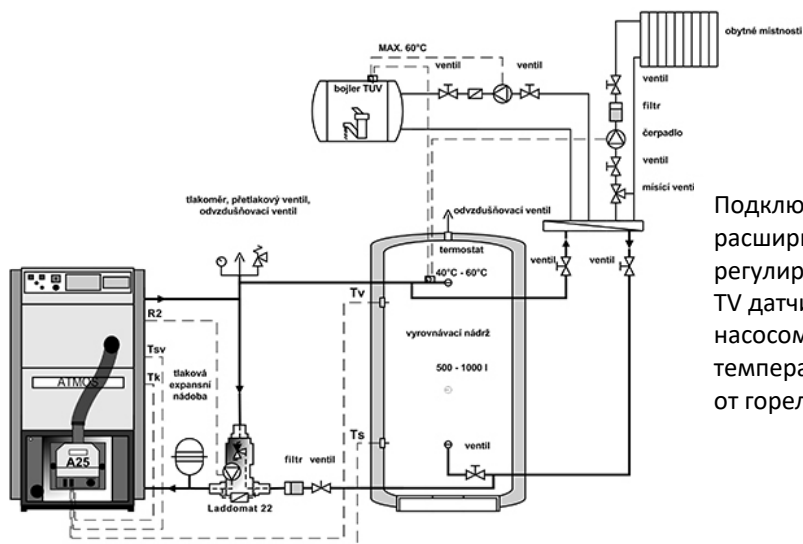 obytné místnosti
MAX. 60°C
ventil
ventil
bojler TUV
ventil
filtr
čerpadlo
ventil
mísící venti
tlakoměr, přetlakový ventil,
odvzdušňovací ventil
odvzdušňovací ventil
termostat
40°C - 60°C
ventil
ventil
Tv
R2
Tsv
Tk
ATMOS
A25
tlaková
expansní
nádoba
vyrovnávací nádrž
500 - 1000 l
Ts
ventil
filtr
ventil
Laddomat 22
Подклю
расшир
регулир
TV датчи
насосом
темпера
от горел